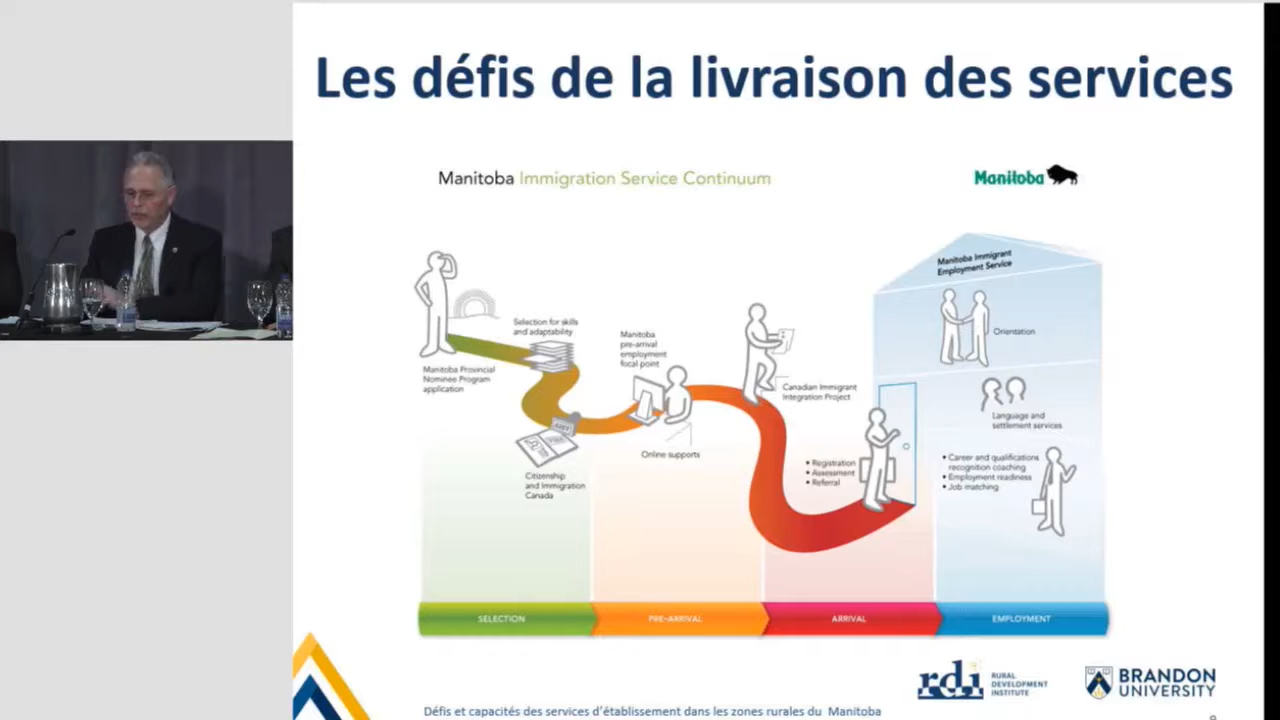 Les défis de la livraison des services
Manitoba Immigration Service Continuum
Manitoba
Manitoba Immigrant
Employment Service
Orientation
Selection for skills
and adaptability
Manitoba
pre-arrival
employment
focal point
Manitoba Provincial
Nominee Program
application
Canadian Immigrant
Integration Project
Language and
settlement services
Online supports
• Registration
• Assessment
• Referral
• Career and qualifications
recognition coaching
• Employment readiness
• Job matching
Citizenship
and Immigration
Canada
SELECTION
PRE-ARRIVAL
ARRIVAL
EMPLOYMENT
rdi
RURAL
DEVELOPMENT
INSTITUTE
BRANDON
UNIVERSITY
Défis et capacités des services d'établissement dans les zones rurales du Manitoba